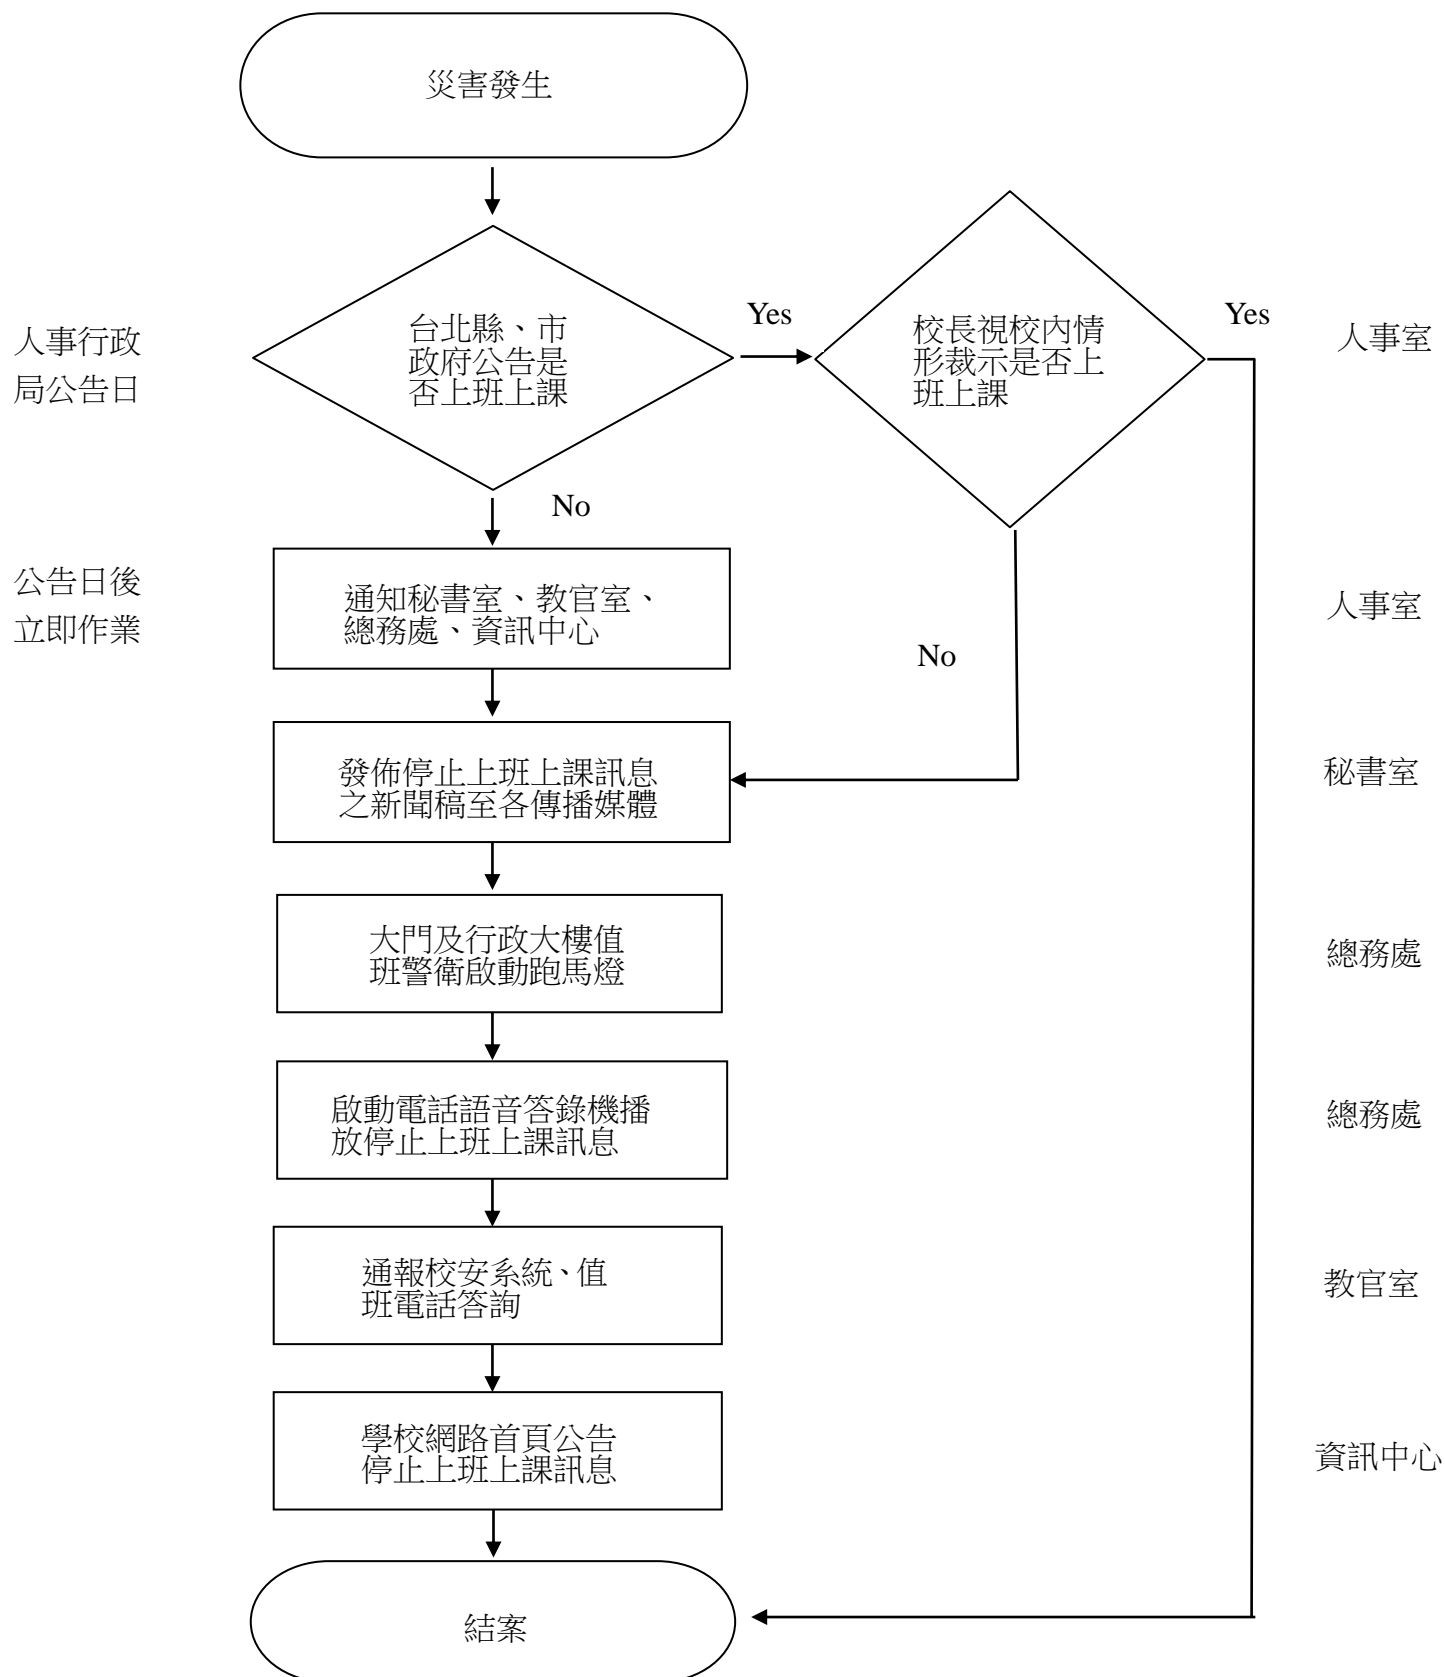 災害發生
人事行政
局公告日
台北縣、市
政府公告是
否上班上課
Yes
校長視校內情
形裁示是否上
班上課
Yes
人事室
No
公告日後
立即作業
通知秘書室、教官室、
總務處、資訊中心
人事室
No
發佈停止上班上課訊息
之新聞稿至各傳播媒體
秘書室
大門及行政大樓值
班警衛啟動跑馬燈
總務處
啟動電話語音答錄機播
放停止上班上課訊息
總務處
通報校安系統、值
班電話答詢
教官室
學校網路首頁公告
停止上班上課訊息
資訊中心
結案